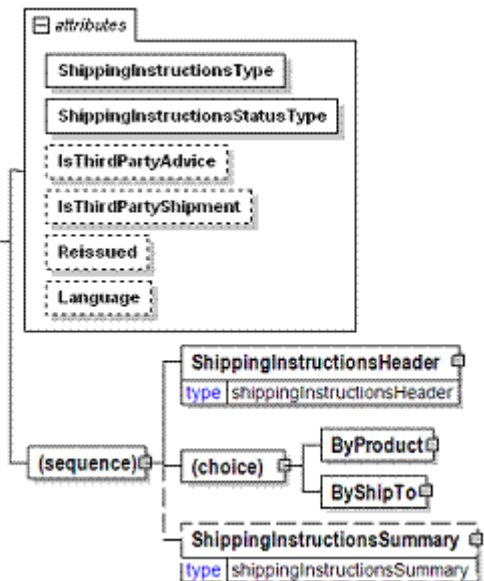 attributes
ShippingInstructionsType
ShippingInstructionsStatusType
IsThirdPartyAdvice
IsThirdPartyShipment
Reissued
Language
ShippingInstructionsHeader
type shippingInstructionsHeader
(sequence)
(choice)
ByProduct
ByShipTo
ShippingInstructionsSummary
type shippingInstructionsSummary